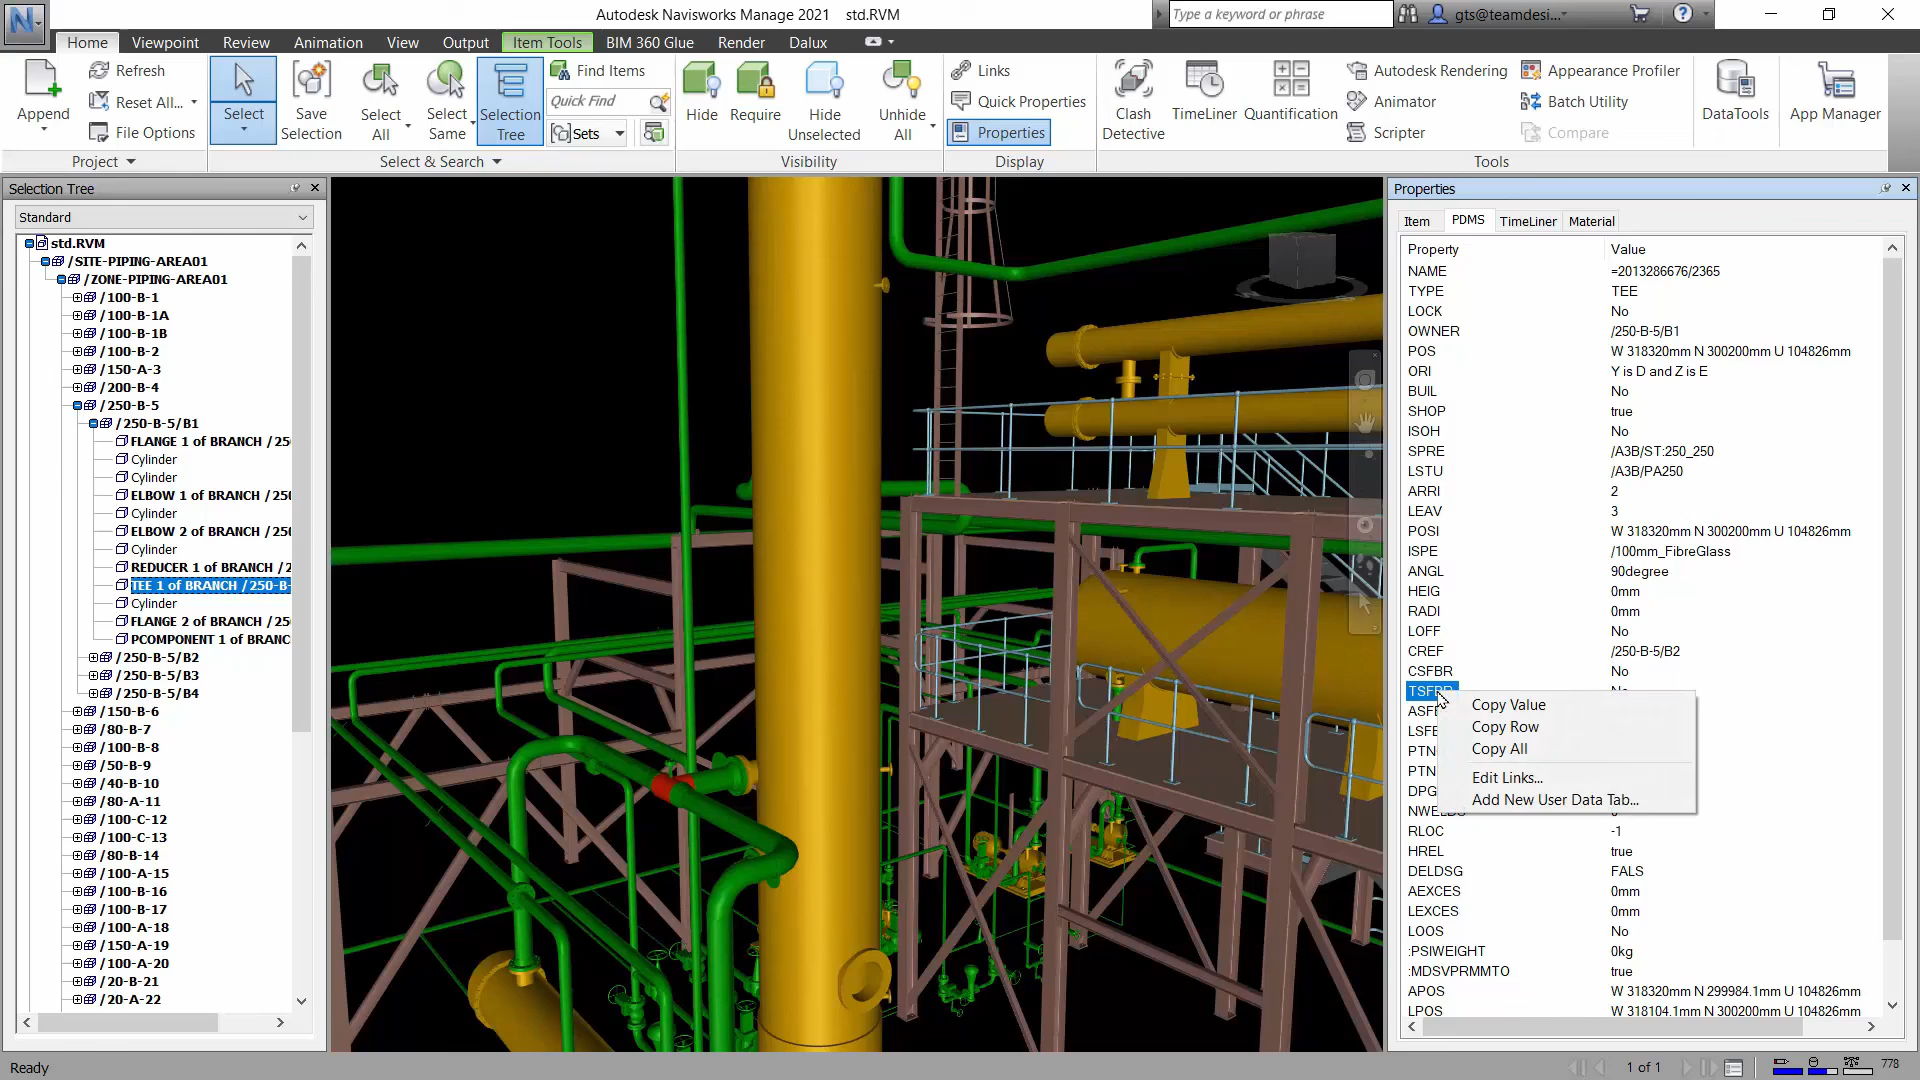 Autodesk Navisworks Manage 2021 std.RVM
Type a keyword or phrase
gts@teamdesi...
Home Viewpoint Review Animation View Output Item Tools BIM 360 Glue Render Dalux
Append
Refresh
Reset All...
File Options
Project
Select
Save Selection
Select All
Select Same
Selection Tree
Find Items
Quick Find
Sets
Select & Search
Hide
Require
Hide Unselected
Unhide All
Visibility
Links
Quick Properties
Properties
Display
Clash Detective
TimeLiner
Quantification
Autodesk Rendering
Animator
Scripter
Appearance Profiler
Batch Utility
Compare
Tools
DataTools
App Manager
Selection Tree
Standard
std.RVM
/SITE-PIPING-AREA01
/ZONE-PIPING-AREA01
/100-B-1
/100-B-1A
/100-B-1B
/100-B-2
/150-A-3
/200-B-4
/250-B-5
/250-B-5/B1
FLANGE 1 of BRANCH /25
Cylinder
Cylinder
ELBOW 1 of BRANCH /250
Cylinder
ELBOW 2 of BRANCH /250
Cylinder
REDUCER 1 of BRANCH /2
TEE 1 of BRANCH /250-B-
Cylinder
FLANGE 2 of BRANCH /25
PCOMPONENT 1 of BRANC
/250-B-5/B2
/250-B-5/B3
/250-B-5/B4
/150-B-6
/80-B-7
/100-B-8
/50-B-9
/40-B-10
/80-A-11
/100-C-12
/100-C-13
/80-B-14
/100-A-15
/100-B-16
/100-B-17
/100-A-18
/150-A-19
/100-A-20
/20-B-21
/20-A-22
Properties
Item PDMS TimeLiner Material
Property Value
NAME =2013286676/2365
TYPE TEE
LOCK No
OWNER /250-B-5/B1
POS W 318320mm N 300200mm U 104826mm
ORI Y is D and Z is E
BUIL No
SHOP true
ISOH No
SPRE /A3B/ST:250_250
LSTU /A3B/PA250
ARRI 2
LEAV 3
POSI W 318320mm N 300200mm U 104826mm
ISPE /100mm_FibreGlass
ANGL 90degree
HEIG 0mm
RADI 0mm
LOFF No
CREF /250-B-5/B2
CSFBR No
TSFBR No
ASF
LSFE
PTN
PTN
DPG
NWELDS
RLOC -1
HREL true
DELDSG FALS
AEXCES 0mm
LEXCES 0mm
LOOS No
:PSIWEIGHT 0kg
:MDSVPRMMTO true
APOS W 318320mm N 299984.1mm U 104826mm
LPOS W 318104.1mm N 300200mm U 104826mm
Copy Value
Copy Row
Copy All
Edit Links...
Add New User Data Tab...
Ready
1 of 1
778